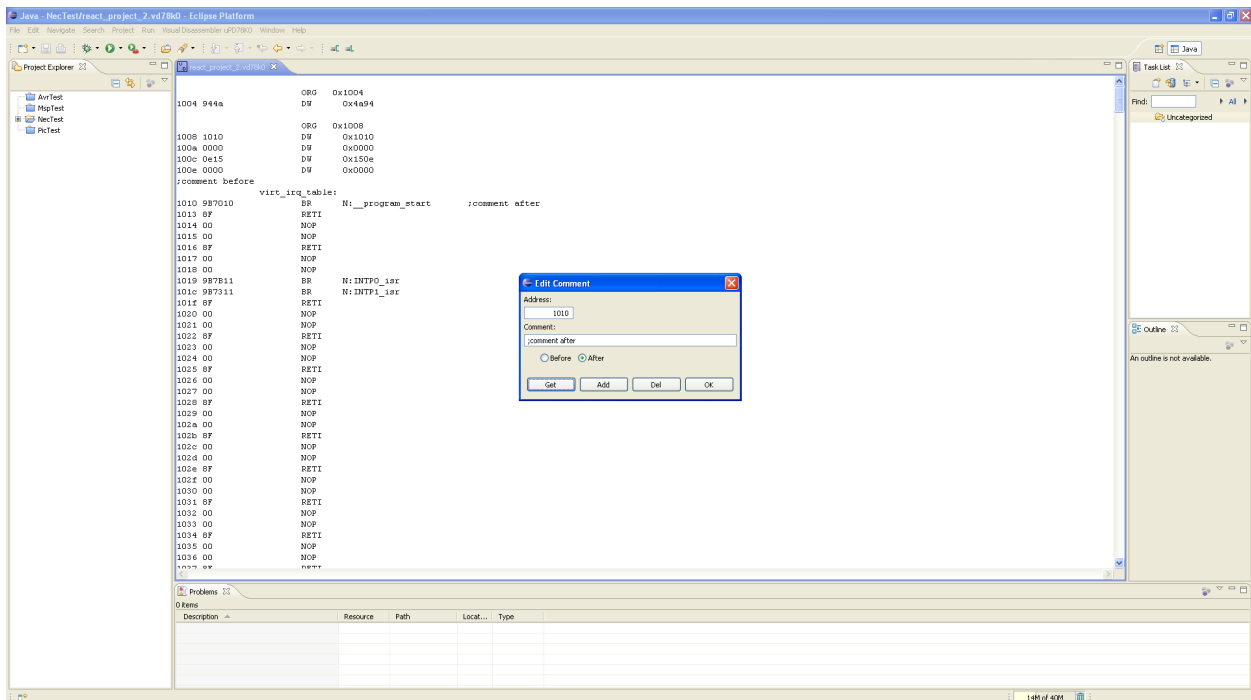 Java - NecTest/react_project_2.vd78k0 - Eclipse Platform
File Edit Navigate Search Project Run Visual Disassembler uPD78K0 Window Help
Java
Project Explorer
AvrTest
MspTest
NecTest
PicTest
react_project_2.vd78k0
ORG 0x1004
1004 944a DW 0x4a94
ORG 0x1008
1008 1010 DW 0x1010
100a 0000 DW 0x0000
100c 0e15 DW 0x150e
100e 0000 DW 0x0000
;comment before
virt_irq_table:
1010 9B7010 BR N:__program_start ;comment after
1013 8F RETI
1014 00 NOP
1015 00 NOP
1016 8F RETI
1017 00 NOP
1018 00 NOP
1019 9B7B11 BR N:INTP0_isr
101c 9B7311 BR N:INTP1_isr
101f 8F RETI
1020 00 NOP
1021 00 NOP
1022 8F RETI
1023 00 NOP
1024 00 NOP
1025 8F RETI
1026 00 NOP
1027 00 NOP
1028 8F RETI
1029 00 NOP
102a 00 NOP
102b 8F RETI
102c 00 NOP
102d 00 NOP
102e 8F RETI
102f 00 NOP
1030 00 NOP
1031 8F RETI
1032 00 NOP
1033 00 NOP
1034 8F RETI
1035 00 NOP
1036 00 NOP
1037 8F RETI
Edit Comment
Address:
1010
Comment:
;comment after
Before After
Get Add Del OK
Task List
Find: All
Uncategorized
Outline
An outline is not available.
Problems
0 items
Description Resource Path Locat... Type
14M of 40M